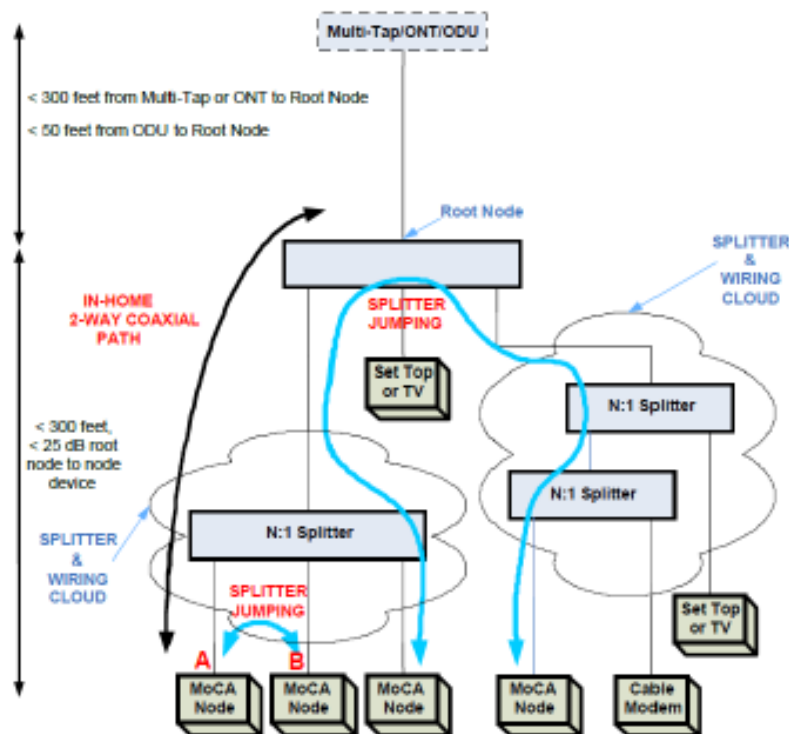 Multi-Tap/ONT/ODU
< 300 feet from Multi-Tap or ONT to Root Node
< 50 feet from ODU to Root Node
Root Node
SPLITTER
&
WIRING
CLOUD
IN-HOME
2-WAY COAXIAL
PATH
SPLITTER
JUMPING
Set Top
or TV
N:1 Splitter
< 300 feet,
< 25 dB root
node to node
device
N:1 Splitter
N:1 Splitter
SPLITTER
&
WIRING
CLOUD
SPLITTER
JUMPING
Set Top
or TV
A
B
MoCA
Node
MoCA
Node
MoCA
Node
MoCA
Node
Cable
Modem